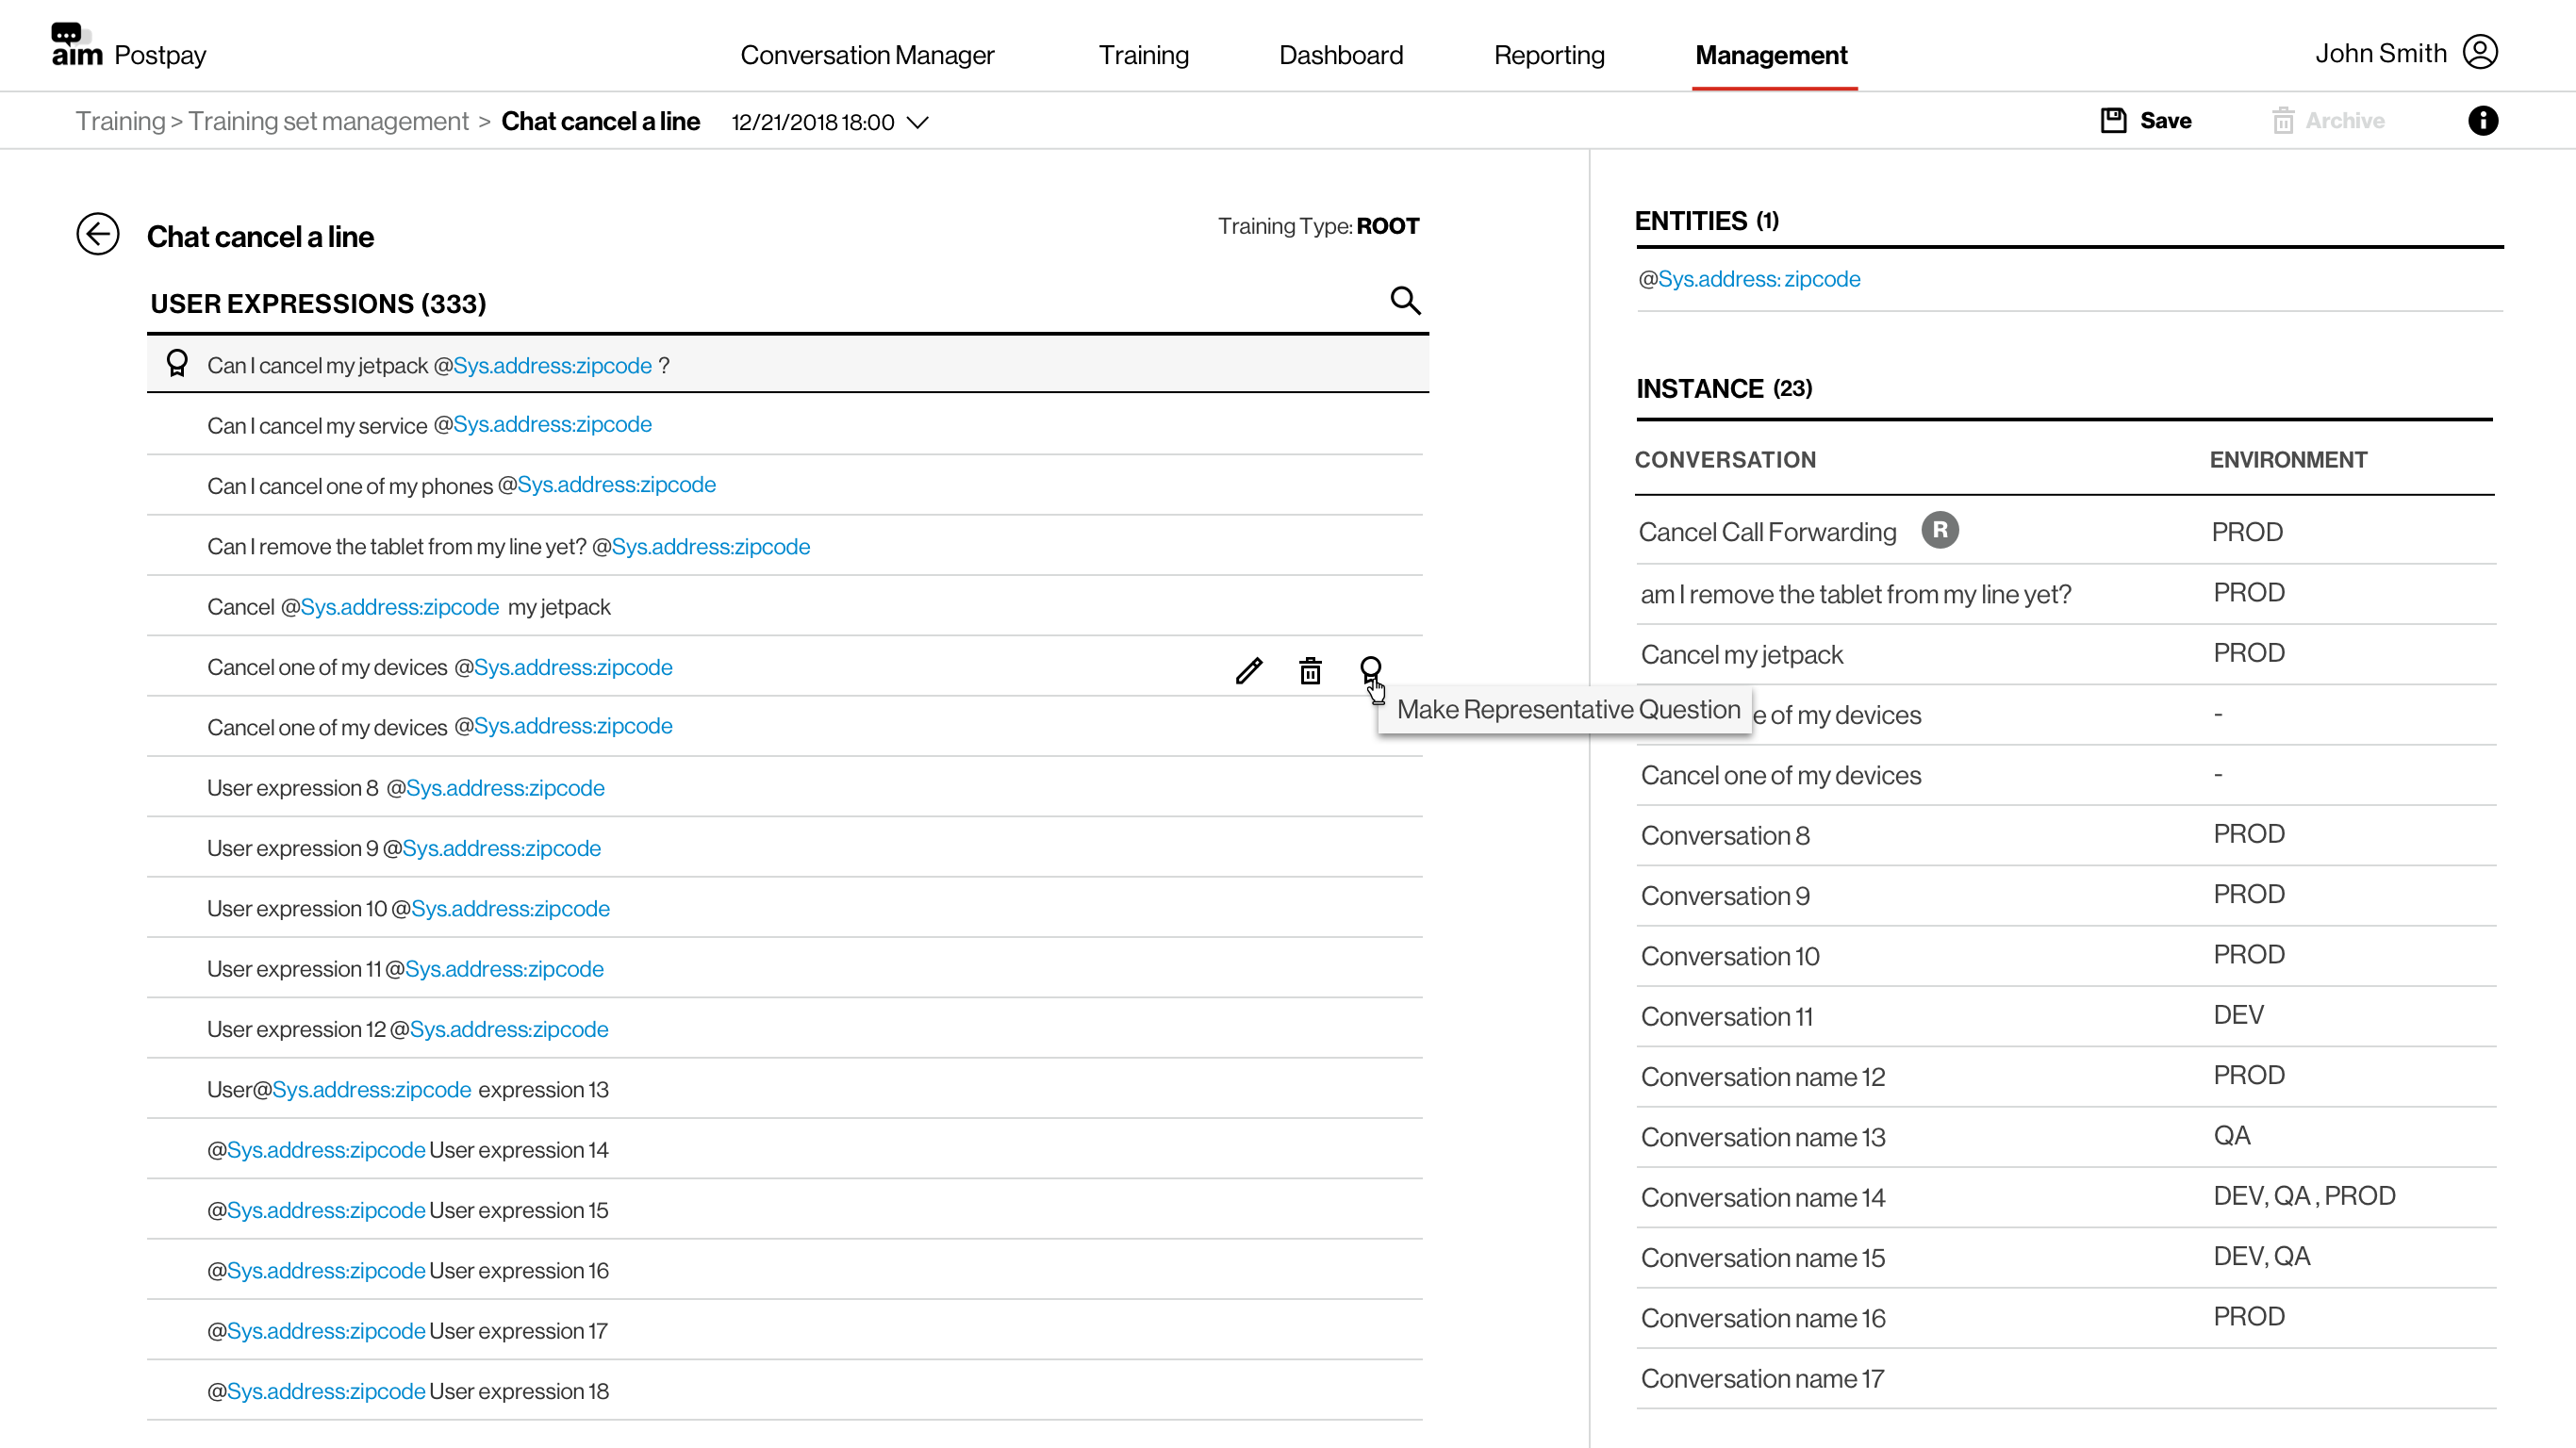 aim Postpay
Conversation Manager
Training
Dashboard
Reporting
Management
John Smith
Training > Training set management > Chat cancel a line
12/21/2018 18:00
Save
Archive
Chat cancel a line
Training Type: ROOT
USER EXPRESSIONS (333)
Can I cancel my jetpack @Sys.address:zipcode ?
Can I cancel my service @Sys.address:zipcode
Can I cancel one of my phones @Sys.address:zipcode
Can I remove the tablet from my line yet? @Sys.address:zipcode
Cancel @Sys.address:zipcode my jetpack
Cancel one of my devices @Sys.address:zipcode
Make Representative Question
Cancel one of my devices @Sys.address:zipcode
User expression 8 @Sys.address:zipcode
User expression 9 @Sys.address:zipcode
User expression 10 @Sys.address:zipcode
User expression 11 @Sys.address:zipcode
User expression 12 @Sys.address:zipcode
User@Sys.address:zipcode expression 13
@Sys.address:zipcode User expression 14
@Sys.address:zipcode User expression 15
@Sys.address:zipcode User expression 16
@Sys.address:zipcode User expression 17
@Sys.address:zipcode User expression 18
ENTITIES (1)
@Sys.address: zipcode
INSTANCE (23)
CONVERSATION ENVIRONMENT
Cancel Call Forwarding R PROD
am I remove the tablet from my line yet? PROD
Cancel my jetpack PROD
e of my devices -
Cancel one of my devices -
Conversation 8 PROD
Conversation 9 PROD
Conversation 10 PROD
Conversation 11 DEV
Conversation name 12 PROD
Conversation name 13 QA
Conversation name 14 DEV, QA , PROD
Conversation name 15 DEV, QA
Conversation name 16 PROD
Conversation name 17